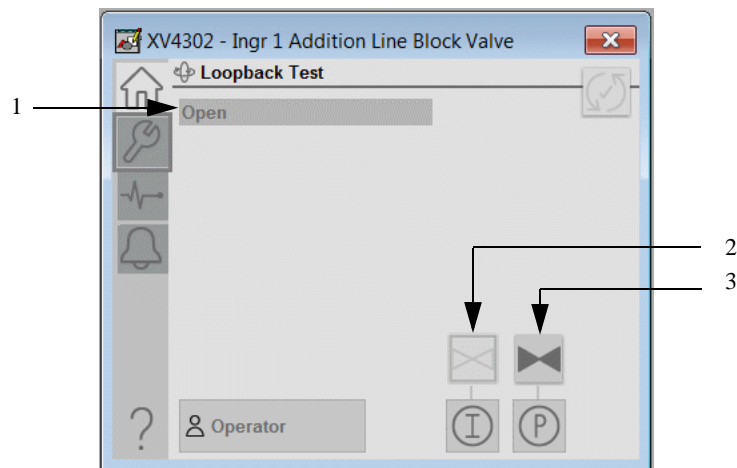 XV4302 - Ingr 1 Addition Line Block Valve
Loopback Test
1
Open
2
3
I
P
?
Operator